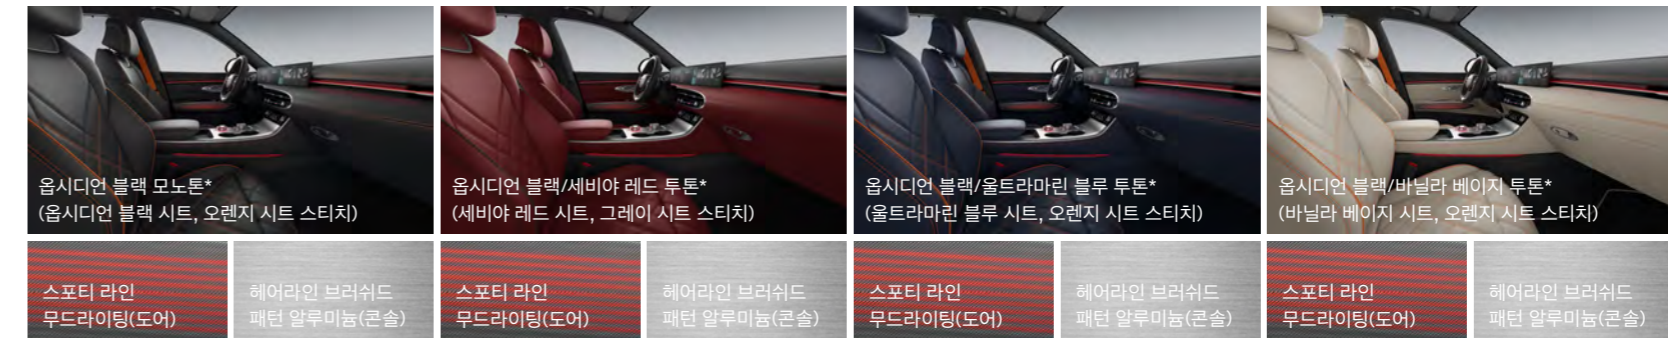 옵시디언 블랙 모노톤*
(옵시디언 블랙 시트, 오렌지 시트 스티치)
옵시디언 블랙/세비야 레드 투톤*
(세비야 레드 시트, 그레이 시트 스티치)
옵시디언 블랙/울트라마린 블루 투톤*
(울트라마린 블루 시트, 오렌지 시트 스티치)
옵시디언 블랙/바닐라 베이지 투톤*
(바닐라 베이지 시트, 오렌지 시트 스티치)
스포티 라인
무드라이팅(도어)
헤어라인 브러쉬드
패턴 알루미늄(콘솔)
스포티 라인
무드라이팅(도어)
헤어라인 브러쉬드
패턴 알루미늄(콘솔)
스포티 라인
무드라이팅(도어)
헤어라인 브러쉬드
패턴 알루미늄(콘솔)
스포티 라인
무드라이팅(도어)
헤어라인 브러쉬드
패턴 알루미늄(콘솔)